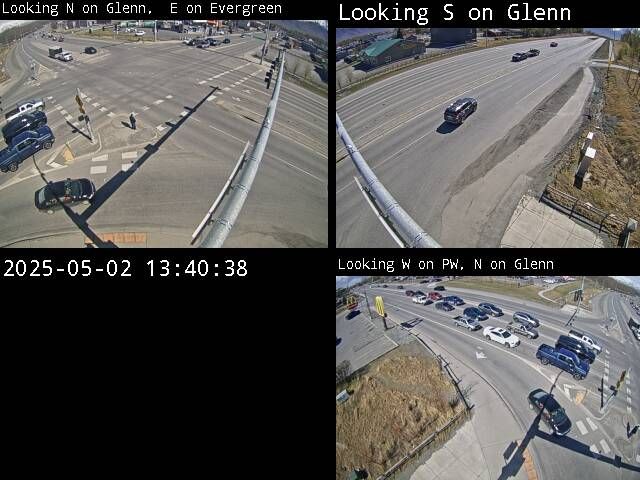 Looking N on Glenn,  E on Evergreen
Looking S on Glenn
2025-05-02 13:40:38
Looking W on PW, N on Glenn